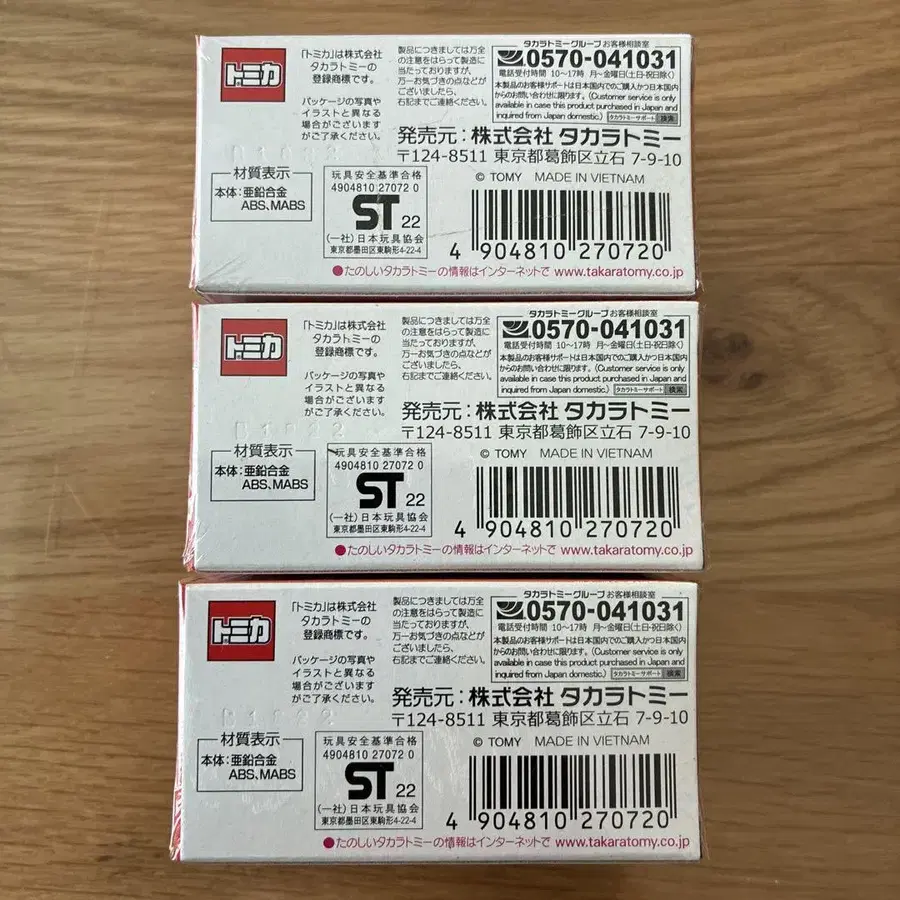 トミカ
「トミカ」は株式会社
タカラトミーの
登録商標です。
パッケージの写真や
イラストと異なる
場合がございます
がご了承ください。
製品につきましては万全
の注意をはらって製造に
当たっておりますが、
万一お気づきの点などが
ございましたら、
右記までご連絡ください。
タカラトミーグループ お客様相談室
0570-041031
電話受付時間 10〜17時 月〜金曜日(土日・祝日除く)
本製品のお客様サポートは日本国内でのご購入かつ日本国内
からのお問い合わせに限ります。(Customer service is only
available in case this product purchased in Japan and
inquired from Japan domestic.) タカラトミーサポート 検索
発売元:株式会社 タカラトミー
〒124-8511 東京都葛飾区立石 7-9-10
材質表示
本体:亜鉛合金
ABS、MABS
玩具安全基準合格
4904810 27072 0
ST 22
(一社)日本玩具協会
東京都墨田区東駒形4-22-4
© TOMY MADE IN VIETNAM
4 904810 270720
●たのしいタカラトミーの情報はインターネットで www.takaratomy.co.jp
トミカ
「トミカ」は株式会社
タカラトミーの
登録商標です。
パッケージの写真や
イラストと異なる
場合がございます
がご了承ください。
製品につきましては万全
の注意をはらって製造に
当たっておりますが、
万一お気づきの点などが
ございましたら、
右記までご連絡ください。
タカラトミーグループ お客様相談室
0570-041031
電話受付時間 10〜17時 月〜金曜日(土日・祝日除く)
本製品のお客様サポートは日本国内でのご購入かつ日本国内
からのお問い合わせに限ります。(Customer service is only
available in case this product purchased in Japan and
inquired from Japan domestic.) タカラトミーサポート 検索
発売元:株式会社 タカラトミー
〒124-8511 東京都葛飾区立石 7-9-10
材質表示
本体:亜鉛合金
ABS、MABS
玩具安全基準合格
4904810 27072 0
ST 22
(一社)日本玩具協会
東京都墨田区東駒形4-22-4
© TOMY MADE IN VIETNAM
4 904810 270720
●たのしいタカラトミーの情報はインターネットで www.takaratomy.co.jp
トミカ
「トミカ」は株式会社
タカラトミーの
登録商標です。
パッケージの写真や
イラストと異なる
場合がございます
がご了承ください。
製品につきましては万全
の注意をはらって製造に
当たっておりますが、
万一お気づきの点などが
ございましたら、
右記までご連絡ください。
タカラトミーグループ お客様相談室
0570-041031
電話受付時間 10〜17時 月〜金曜日(土日・祝日除く)
本製品のお客様サポートは日本国内でのご購入かつ日本国内
からのお問い合わせに限ります。(Customer service is only
available in case this product purchased in Japan and
inquired from Japan domestic.) タカラトミーサポート 検索
発売元:株式会社 タカラトミー
〒124-8511 東京都葛飾区立石 7-9-10
材質表示
本体:亜鉛合金
ABS、MABS
玩具安全基準合格
4904810 27072 0
ST 22
(一社)日本玩具協会
東京都墨田区東駒形4-22-4
© TOMY MADE IN VIETNAM
4 904810 270720
●たのしいタカラトミーの情報はインターネットで www.takaratomy.co.jp